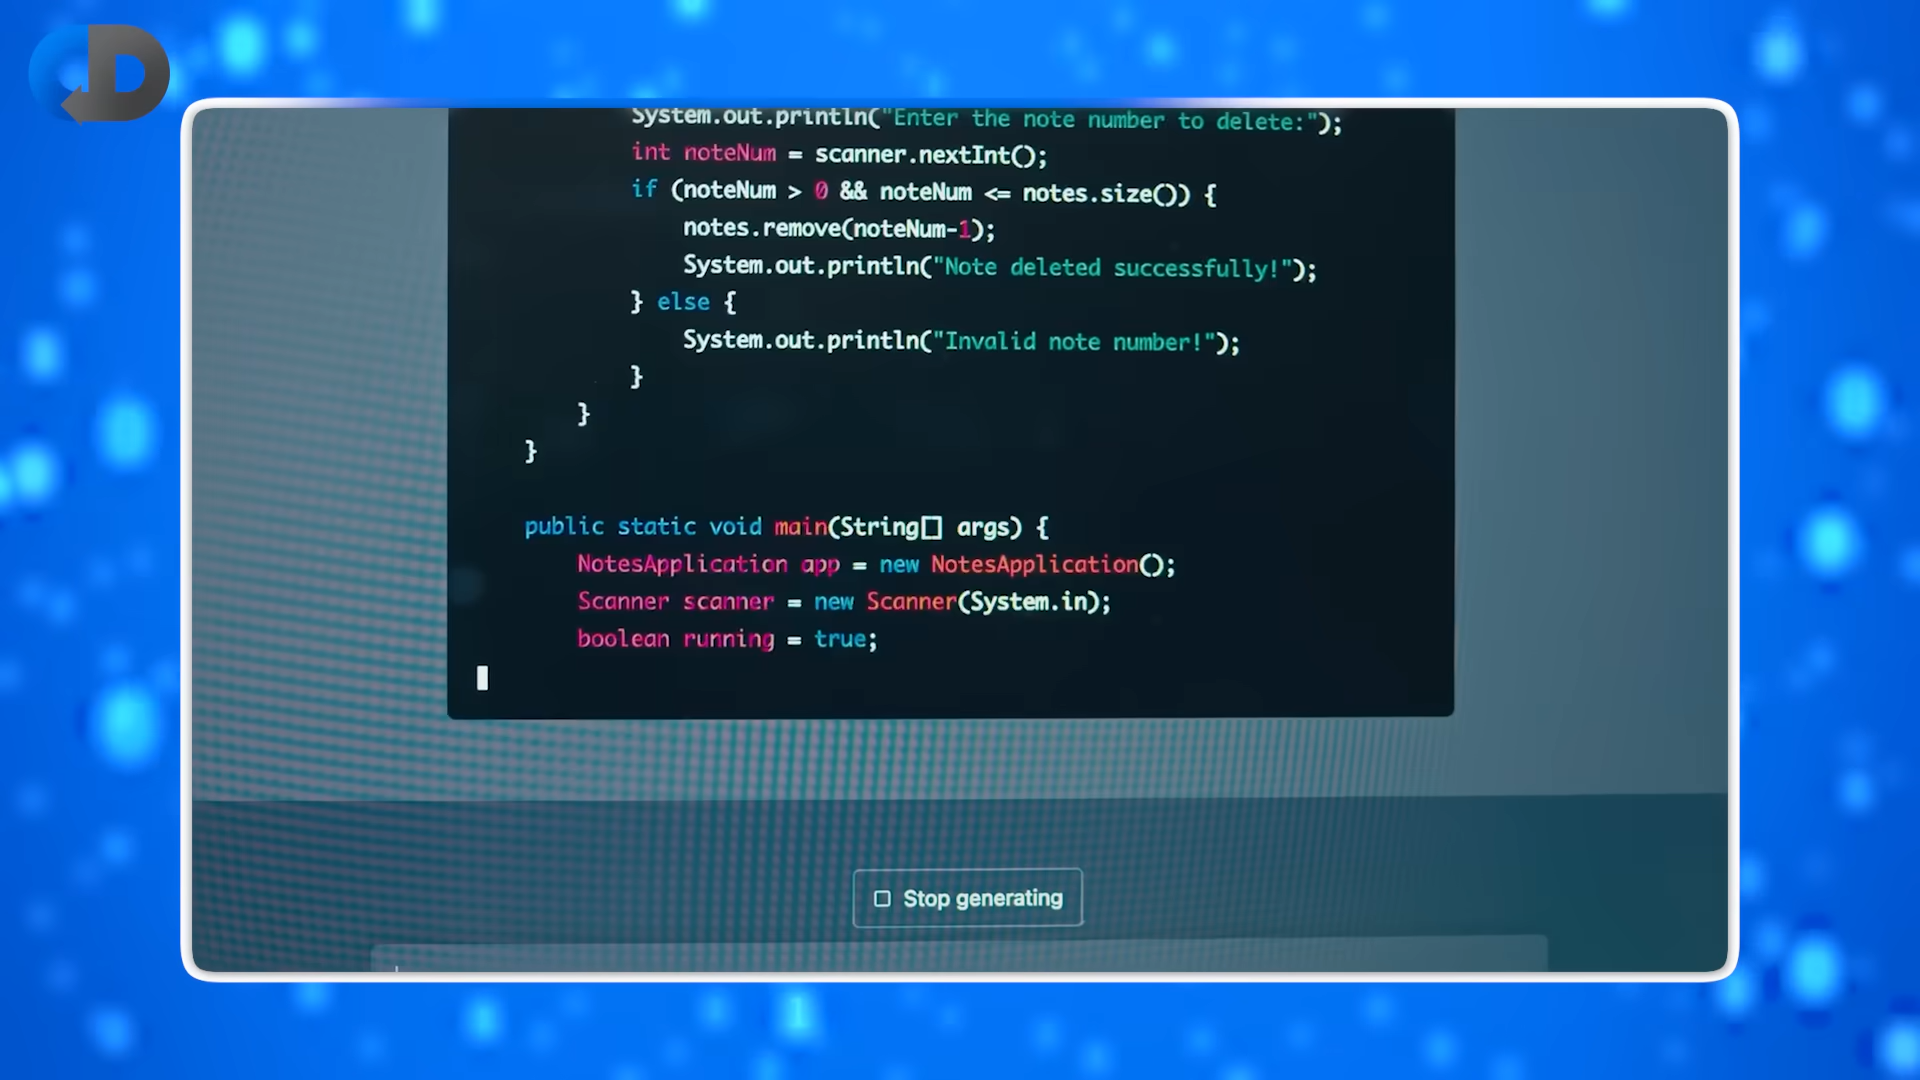 System.out.println("Enter the note number to delete:");
int noteNum = scanner.nextInt();
if (noteNum > 0 && noteNum <= notes.size()) {
notes.remove(noteNum-1);
System.out.println("Note deleted successfully!");
} else {
System.out.println("Invalid note number!");
}
}
}
public static void main(String[] args) {
NotesApplication app = new NotesApplication();
Scanner scanner = new Scanner(System.in);
boolean running = true;
Stop generating